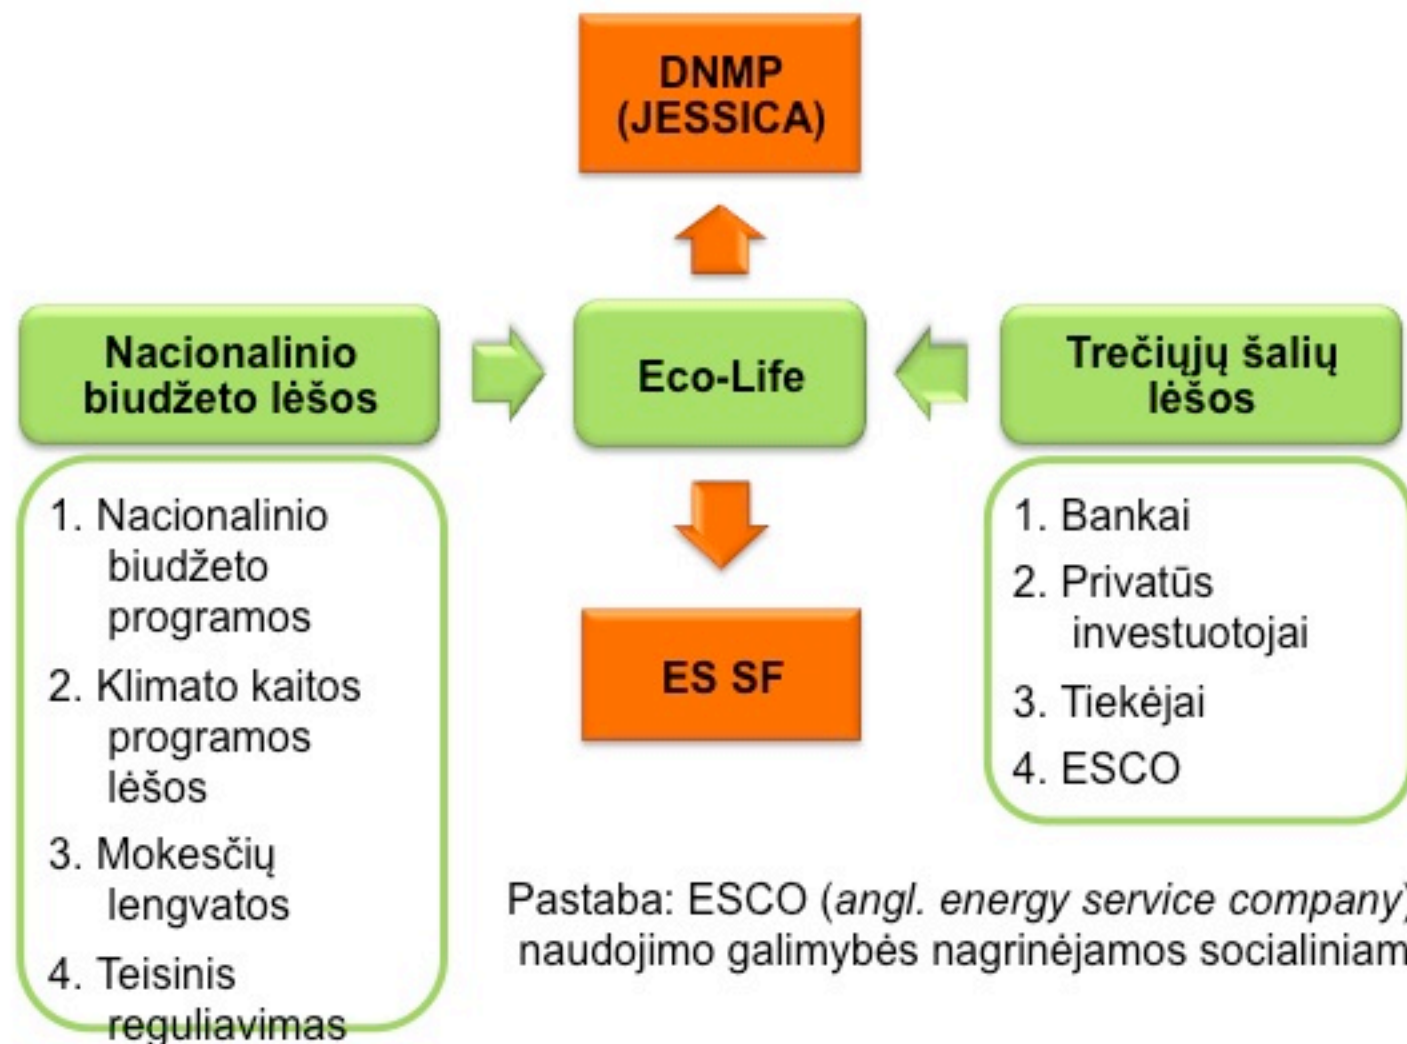 DNMP
(JESSICA)
Nacionalinio
biudžeto lėšos
Eco-Life
Trečiųjų šalių
lėšos
1. Nacionalinio
biudžeto
programos
2. Klimato kaitos
programos
lėšos
3. Mokesčių
lengvatos
4. Teisinis
reguliavimas
ES SF
1. Bankai
2. Privatūs
investuotojai
3. Tiekėjai
4. ESCO
Pastaba: ESCO (angl. energy service company)
naudojimo galimybės nagrinėjamos socialiniam